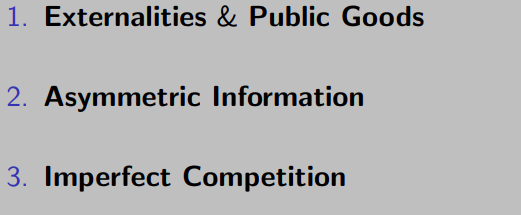 1. Externalities & Public Goods
2. Asymmetric Information
3. Imperfect Competition